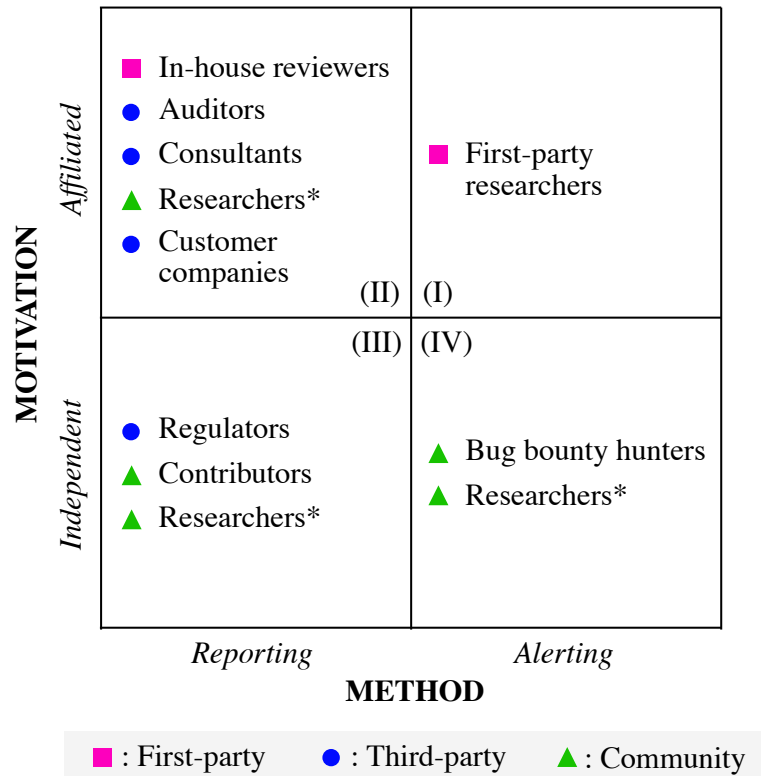 MOTIVATION
Affiliated
Independent
In-house reviewers
Auditors
Consultants
Researchers*
Customer
companies
(II)
(I)
First-party
researchers
(III)
(IV)
Regulators
Contributors
Researchers*
Bug bounty hunters
Researchers*
Reporting
Alerting
METHOD
: First-party
: Third-party
: Community